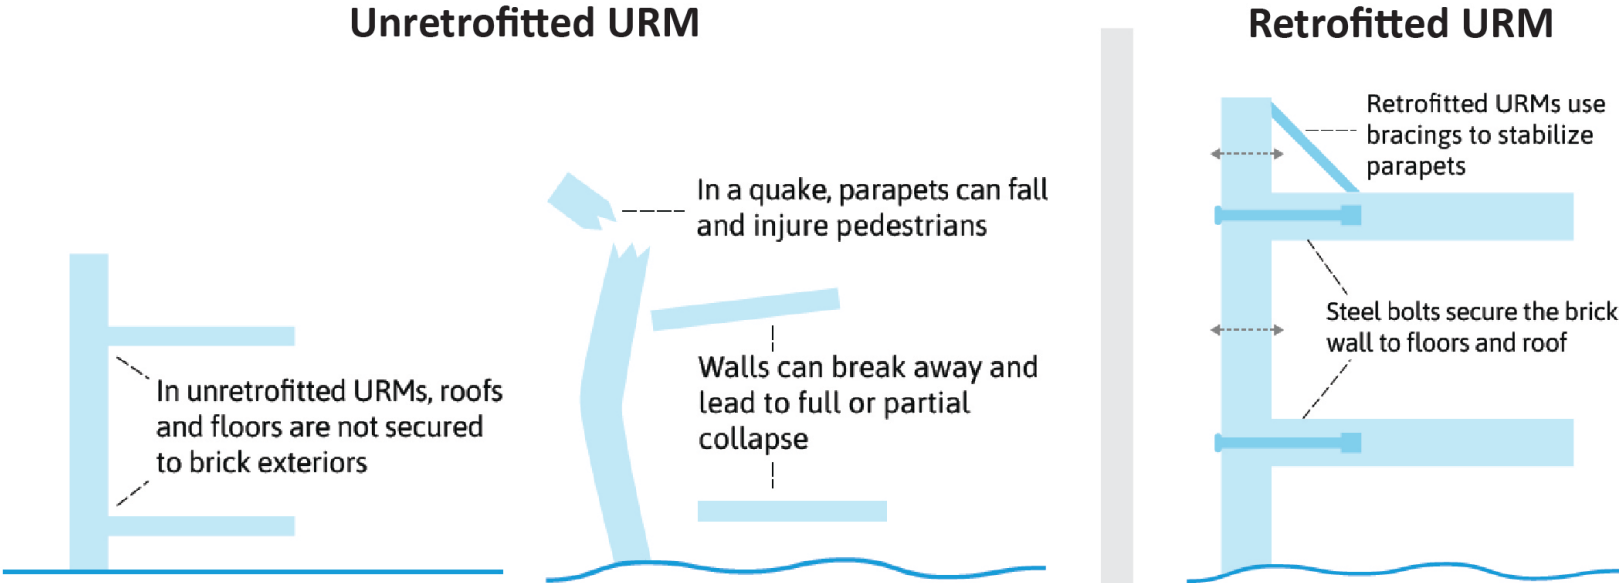 Unretrofitted URM
In unretrofitted URMs, roofs
and floors are not secured
to brick exteriors
In a quake, parapets can fall
and injure pedestrians
Walls can break away and
lead to full or partial
collapse
Retrofitted URM
Retrofitted URMs use
bracings to stabilize
parapets
Steel bolts secure the brick
wall to floors and roof